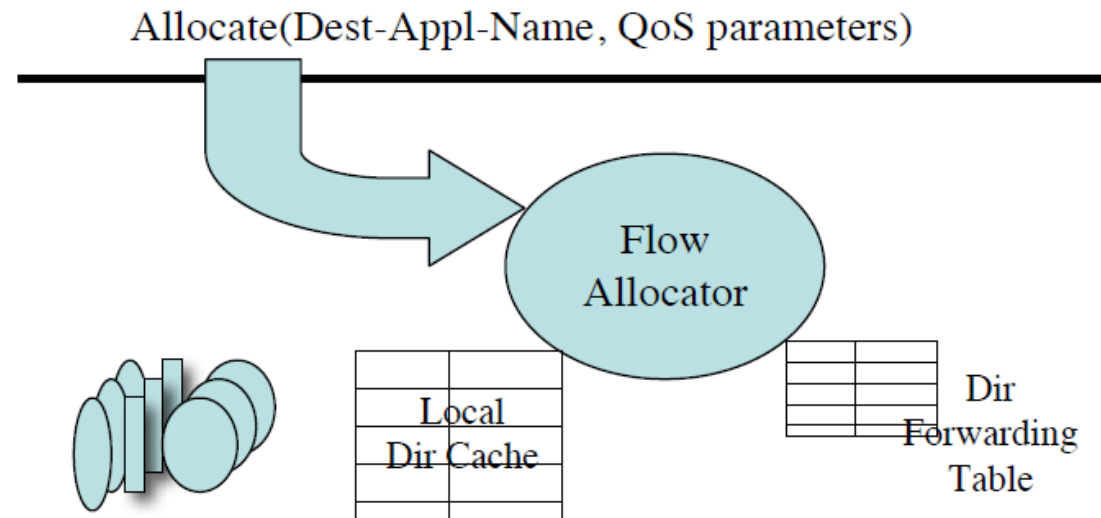 Allocate(Dest-Appl-Name, QoS parameters)
Flow
Allocator
Local
Dir Cache
Dir
Forwarding
Table